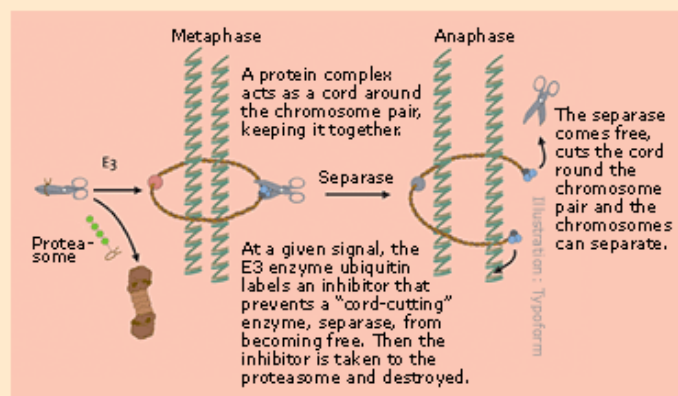 Metaphase
Anaphase
A protein complex
acts as a cord around
the chromosome pair,
keeping it together.
E3
Separase
Protea-
some
The separase
comes free,
cuts the cord
round the
chromosome
pair and the
chromosomes
can separate.
At a given signal, the
E3 enzyme ubiquitin
labels an inhibitor that
prevents a “cord-cutting”
enzyme, separase, from
becoming free. Then the
inhibitor is taken to the
proteasome and destroyed.
Illustration: Typoform